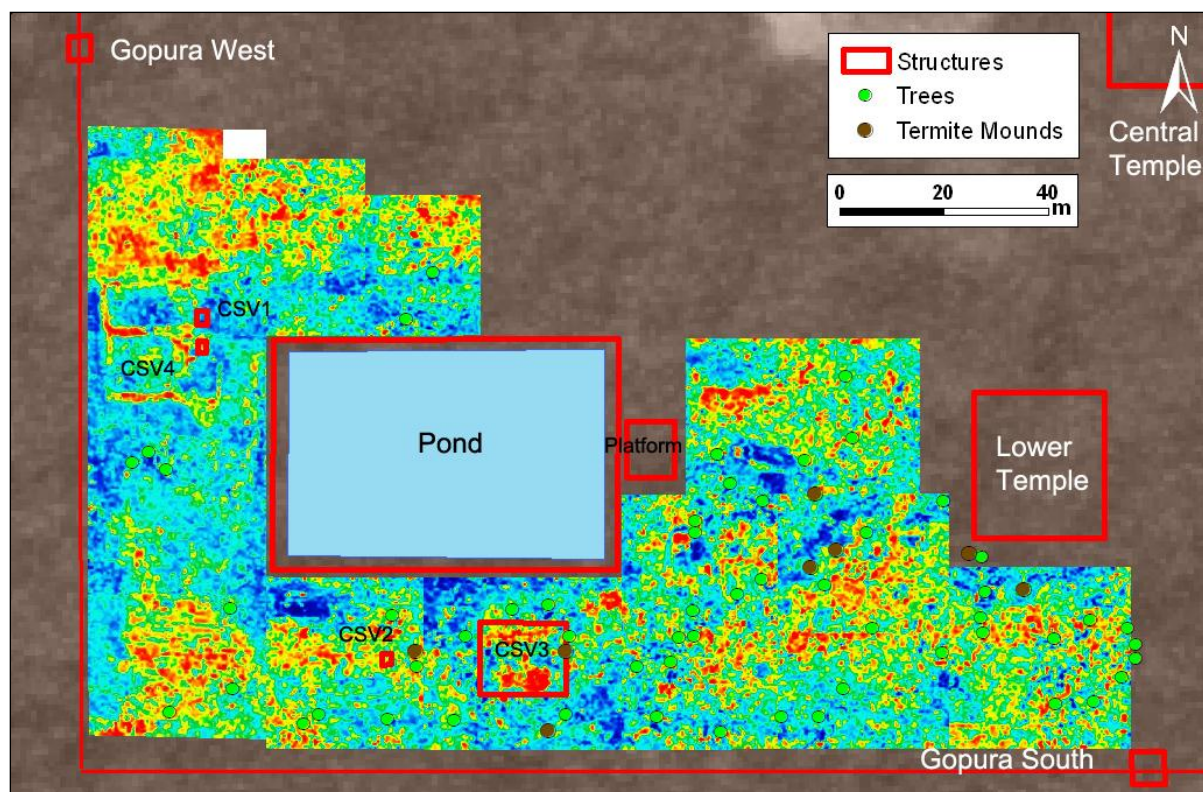 Gopura West
Structures
Trees
Termite Mounds
N
Central
Temple
0 20 40
m
CSV1
CSV4
Pond
Platform
Lower
Temple
CSV2
CSV3
Gopura South